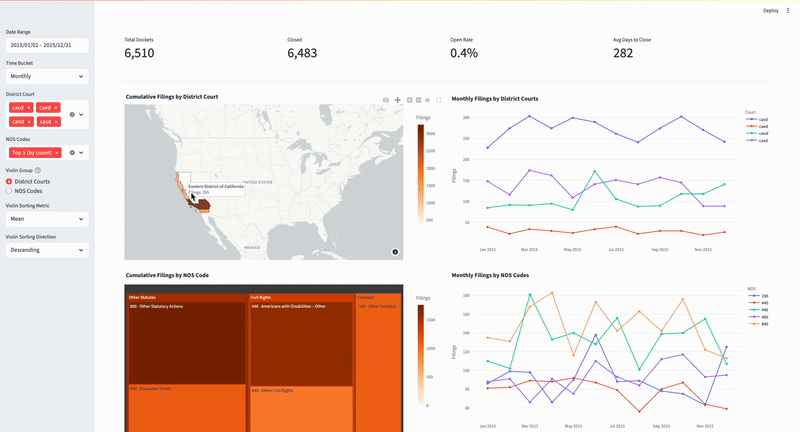 Deploy
Date Range
2015/01/01 – 2015/12/31
Time Bucket
Monthly
District Court
cacd × caed ×
cand × casd ×
NOS Codes
Top 5 (by count) ×
Violin Group
District Courts
NOS Codes
Violin Sorting Metric
Mean
Violin Sorting Direction
Descending
Total Dockets
6,510
Closed
6,483
Open Rate
0.4%
Avg Days to Close
282
Cumulative Filings by District Court
UNITED STATES
Eastern District of California
Filings: 355
MEXICO
Filings
3000
2500
2000
1500
1000
500
Monthly Filings by District Courts
Filings
300
250
200
150
100
50
0
Jan 2015
Mar 2015
May 2015
Jul 2015
Sep 2015
Nov 2015
Court
cacd
caed
cand
casd
Cumulative Filings by NOS Code
Other Statutes
890 - Other Statutory Actions
480 - Consumer Credit
Civil Rights
446 - Americans with Disabilities – Other
440 - Other Civil Rights
Contract
190 - Other Contract
Filings
1500
1000
500
0
Monthly Filings by NOS Codes
Filings
180
160
140
120
100
80
60
Jan 2015
Mar 2015
May 2015
Jul 2015
Sep 2015
Nov 2015
NOS
190
440
446
480
890